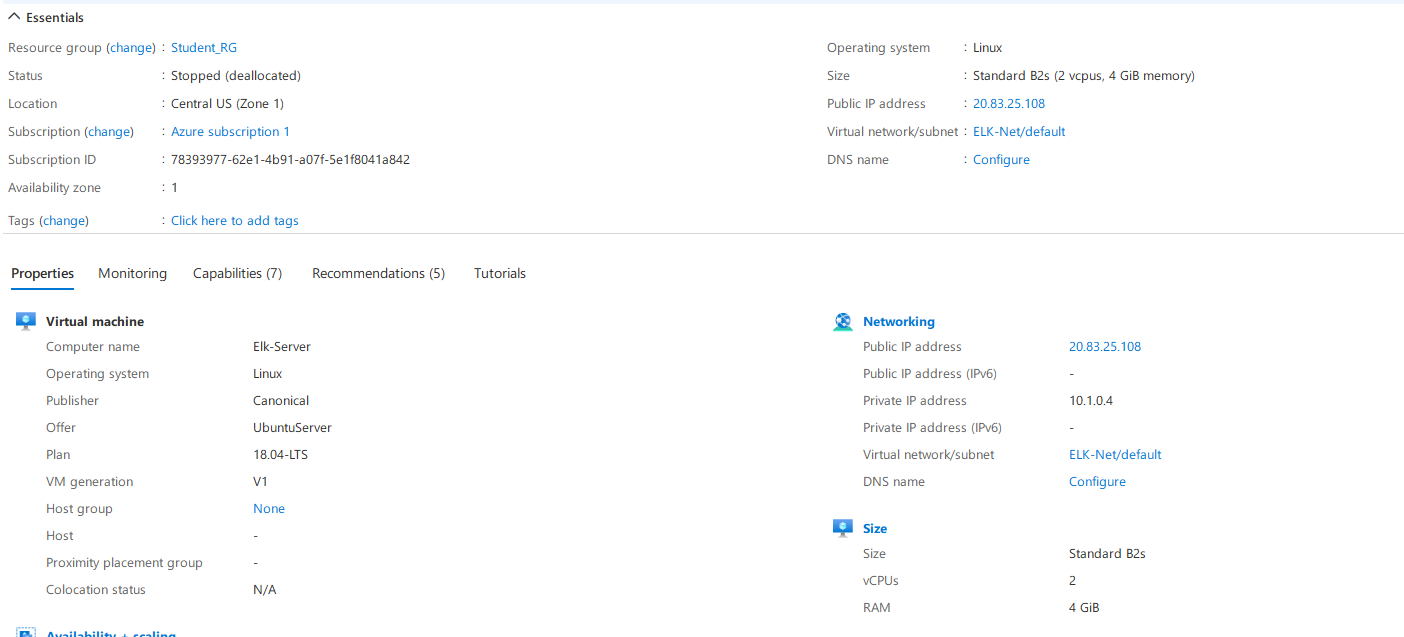 Essentials
Resource group (change) : Student_RG
Status : Stopped (deallocated)
Location : Central US (Zone 1)
Subscription (change) : Azure subscription 1
Subscription ID : 78393977-62e1-4b91-a07f-5e1f8041a842
Availability zone : 1
Tags (change) : Click here to add tags
Operating system : Linux
Size : Standard B2s (2 vcpus, 4 GiB memory)
Public IP address : 20.83.25.108
Virtual network/subnet : ELK-Net/default
DNS name : Configure
Properties Monitoring Capabilities (7) Recommendations (5) Tutorials
Virtual machine
Computer name Elk-Server
Operating system Linux
Publisher Canonical
Offer UbuntuServer
Plan 18.04-LTS
VM generation V1
Host group None
Host -
Proximity placement group -
Colocation status N/A
Availability + scaling
Networking
Public IP address 20.83.25.108
Public IP address (IPv6) -
Private IP address 10.1.0.4
Private IP address (IPv6) -
Virtual network/subnet ELK-Net/default
DNS name Configure
Size
Size Standard B2s
vCPUs 2
RAM 4 GiB